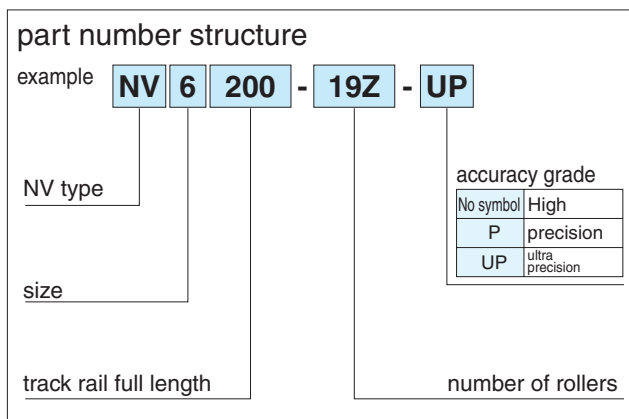 part number structure
example NV 6 200 - 19Z - UP
NV type
size
track rail full length
accuracy grade
No symbol High
P precision
UP ultra
precision
number of rollers